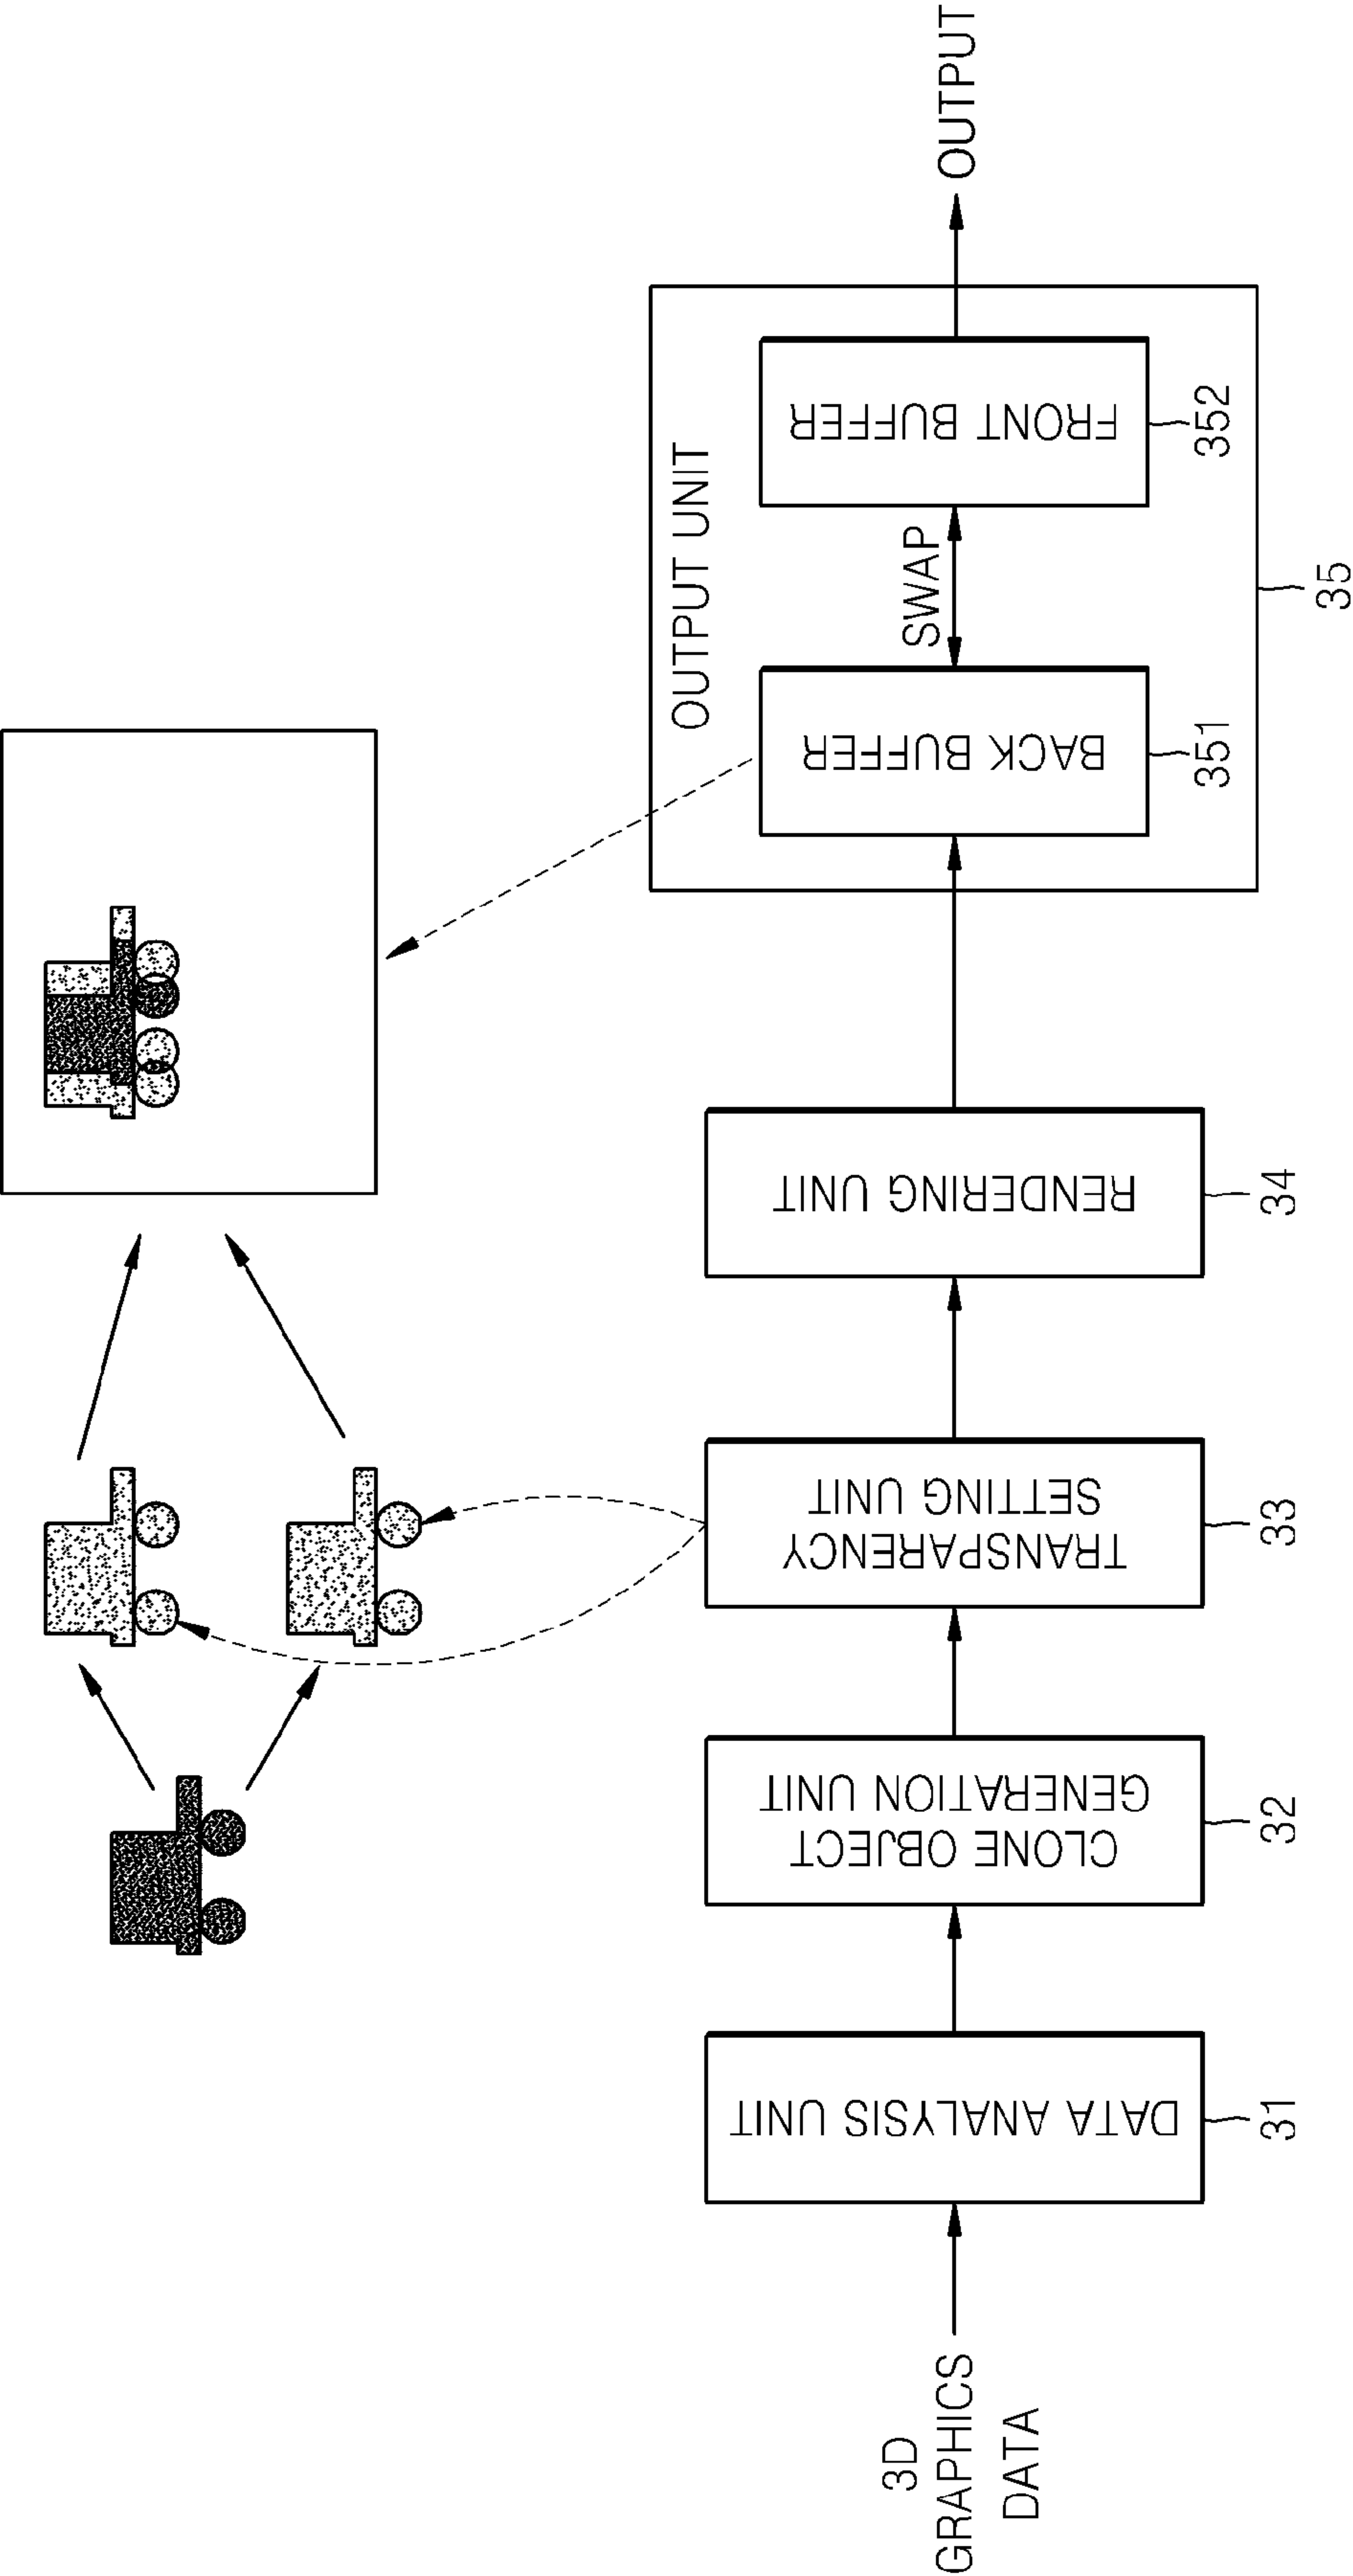 3D
GRAPHICS
DATA
DATA ANALYSIS UNIT
31
CLONE OBJECT
GENERATION UNIT
32
TRANSPARENCY
SETTING UNIT
33
RENDERING UNIT
34
OUTPUT UNIT
BACK BUFFER
351
SWAP
FRONT BUFFER
352
35
OUTPUT